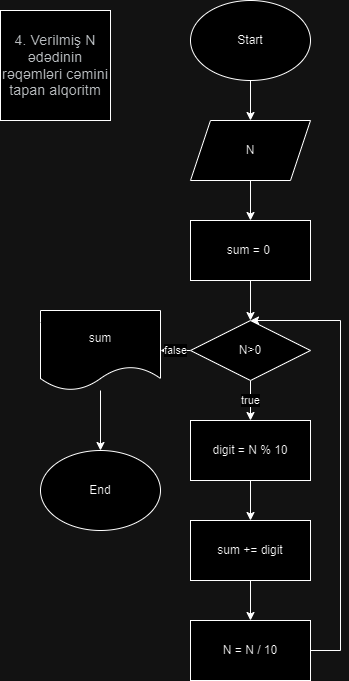 4. Verilmiş N
ədədinin
rəqəmləri cəmini
tapan alqoritm
Start
N
sum = 0
N>0
false
sum
End
true
digit = N % 10
sum += digit
N = N / 10